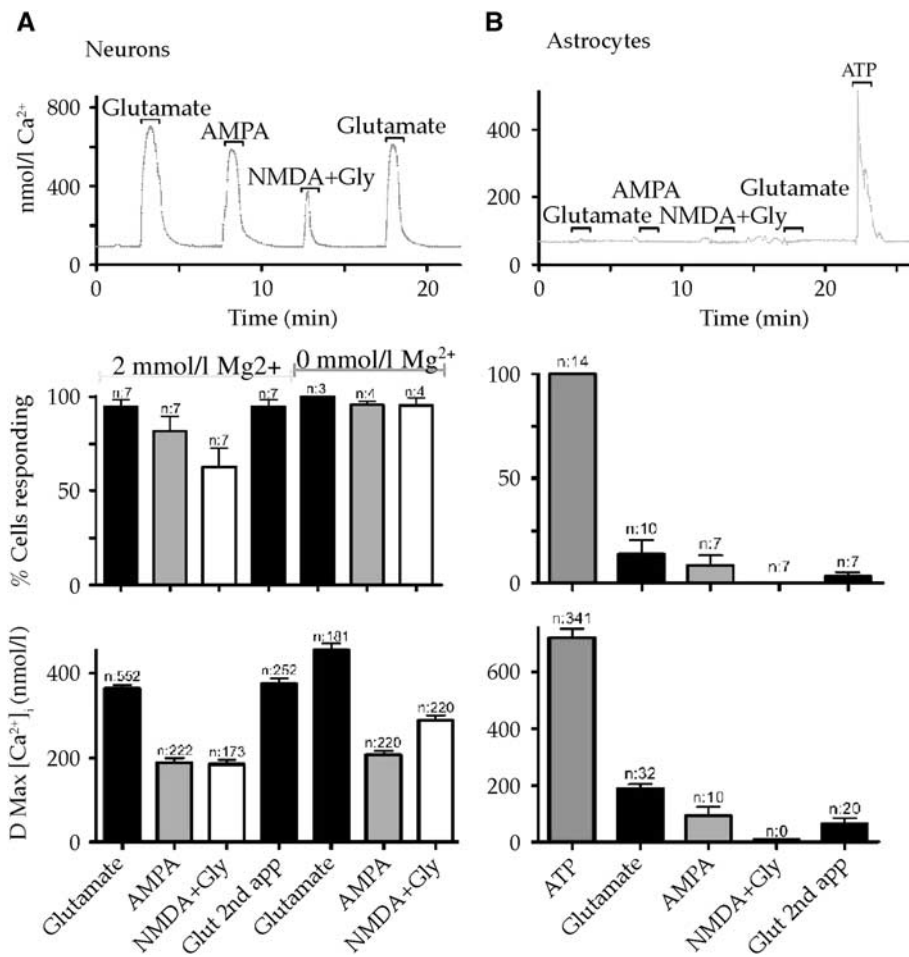 A
Neurons
nmol/l Ca²⁺
800
600
400
200
0
Glutamate
AMPA
NMDA+Gly
Glutamate
0
10
20
Time (min)
B
Astrocytes
400
200
0
Glutamate
AMPA
NMDA+Gly
Glutamate
ATP
0
10
20
Time (min)
2 mmol/l Mg2+
0 mmol/l Mg²⁺
% Cells responding
100
50
0
n:7
n:7
n:7
n:7
n:3
n:4
n:4
100
50
0
n:14
n:10
n:7
n:7
n:7
D Max [Ca²⁺]i (nmol/l)
400
200
0
n:552
n:222
n:173
n:252
n:181
n:220
n:220
Glutamate
AMPA
NMDA+Gly
Glut 2nd app
Glutamate
AMPA
NMDA+Gly
600
400
200
0
n:341
n:32
n:10
n:0
n:20
ATP
Glutamate
AMPA
NMDA+Gly
Glut 2nd app